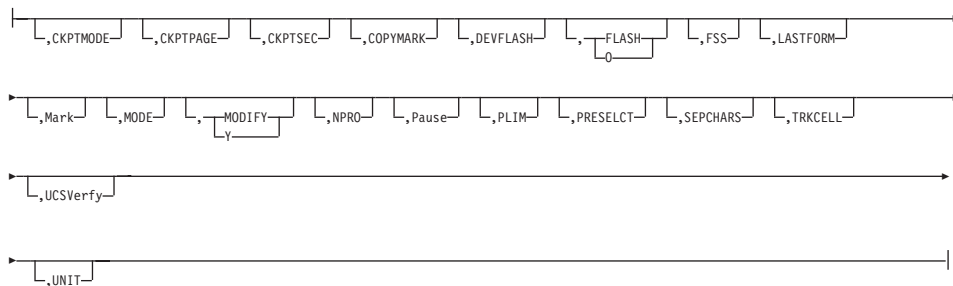 ,CKPTMODE ,CKPTPAGE ,CKPTSEC ,COPYMARK ,DEVFLASH , FLASH ,FSS ,LASTFORM
O
,Mark ,MODE , MODIFY ,NPRO ,Pause ,PLIM ,PRESELCT ,SEPCHARS ,TRKCELL
Y
,UCSVerfy
,UNIT